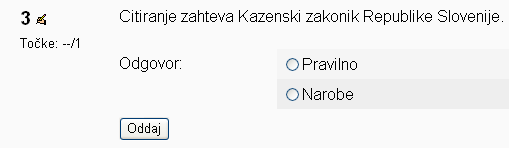 3
Citiranje zahteva Kazenski zakonik Republike Slovenije.
Točke: --/1
Odgovor:
Pravilno
Narobe
Oddaj